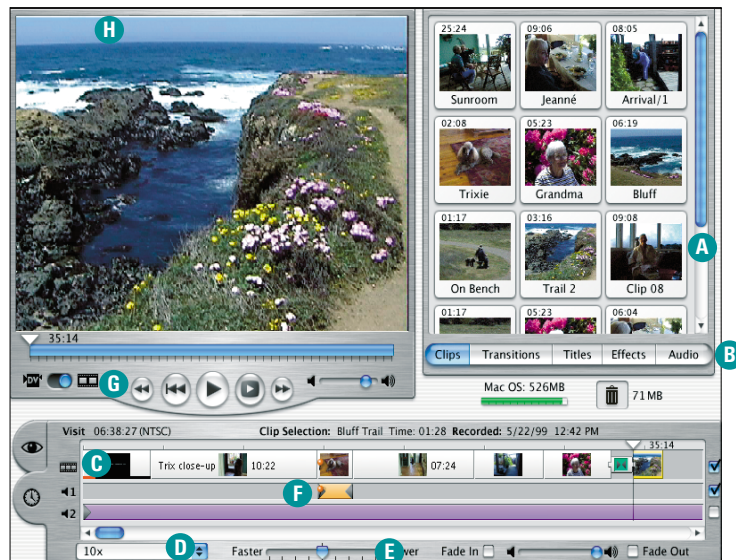 H
25:24
09:06
08:05
Sunroom
Jeanné
Arrival/1
02:08
05:23
06:19
Trixie
Grandma
Bluff
01:17
03:16
09:08
A
On Bench
Trail 2
Clip 08
01:17
05:23
06:04
35:14
Clips
Transitions
Titles
Effects
Audio
B
DV
G
Mac OS: 526MB
71MB
Visit 06:38:27 (NTSC)
Clip Selection: Bluff Trail Time: 01:28 Recorded: 5/22/99 12:42 PM
35:14
C
Trix close-up
10:22
07:24
1
F
2
10x
D
Faster
E
wer
Fade In
Fade Out